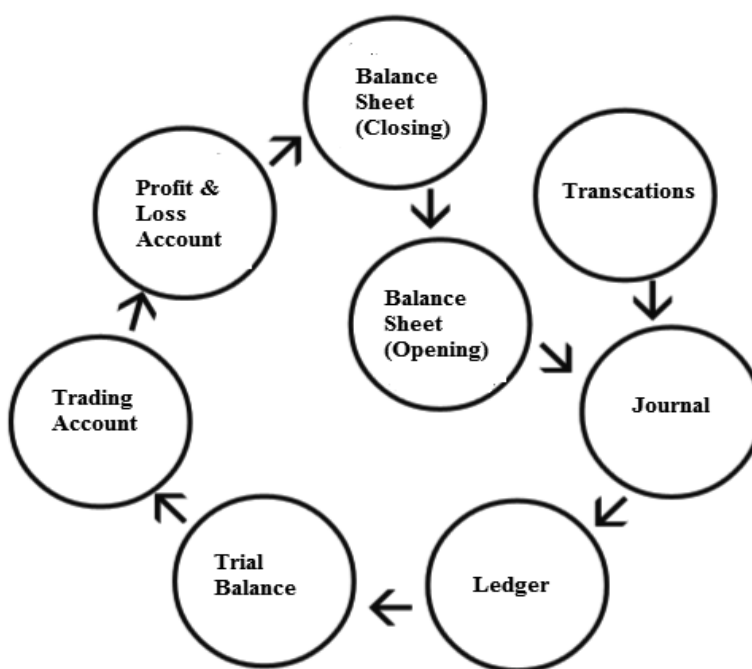 Balance
Sheet
(Closing)
Transcations
Profit &
Loss
Account
Balance
Sheet
(Opening)
Journal
Trading
Account
Trial
Balance
Ledger